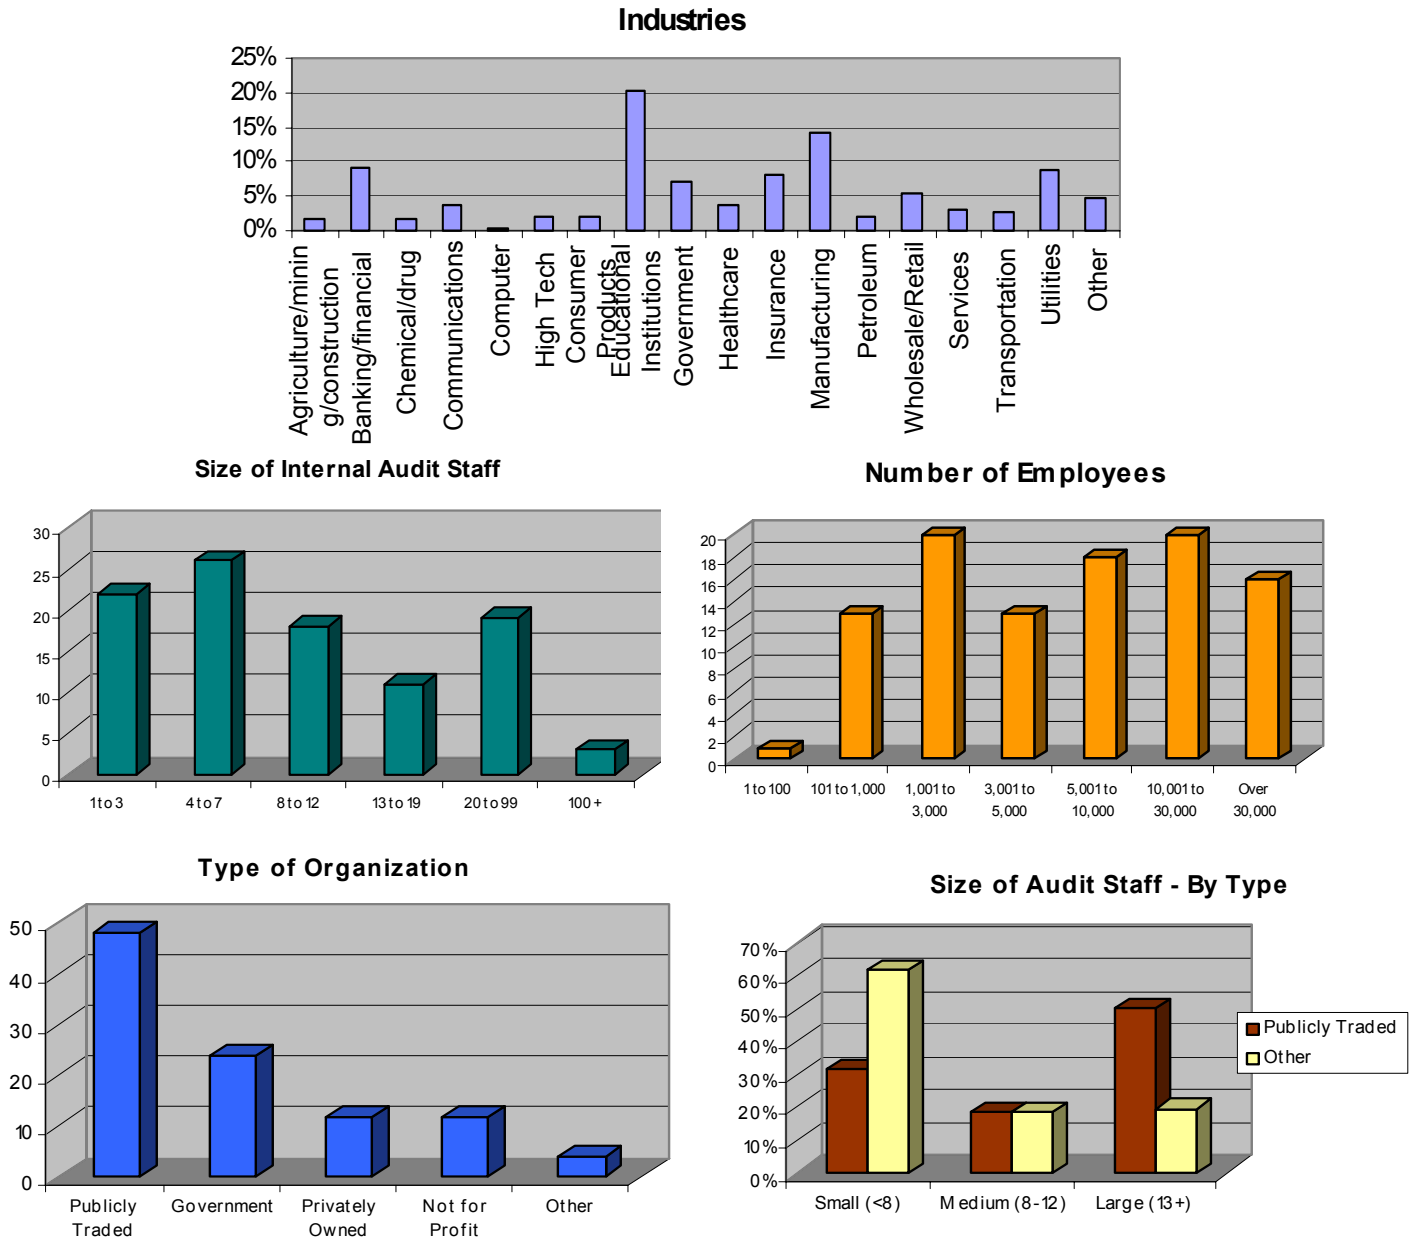 Industries
25%
20%
15%
10%
5%
0%
Agriculture/minin
g/construction
Banking/financial
Chemical/drug
Communications
Computer
High Tech
Consumer
Products
Educational
Institutions
Government
Healthcare
Insurance
Manufacturing
Petroleum
Wholesale/Retail
Services
Transportation
Utilities
Other
Size of Internal Audit Staff
30
25
20
15
10
5
0
1 to 3
4 to 7
8 to 12
13 to 19
20 to 99
100 +
Number of Employees
20
18
16
14
12
10
8
6
4
2
0
1 to 100
101 to 1,000
1,001 to
3,000
3,001 to
5,000
5,001 to
10,000
10,001 to
30,000
Over
30,000
Type of Organization
50
40
30
20
10
0
Publicly
Traded
Government
Privately
Owned
Not for
Profit
Other
Size of Audit Staff - By Type
70%
60%
50%
40%
30%
20%
10%
0%
Small (<8)
Medium (8-12)
Large (13+)
Publicly Traded
Other